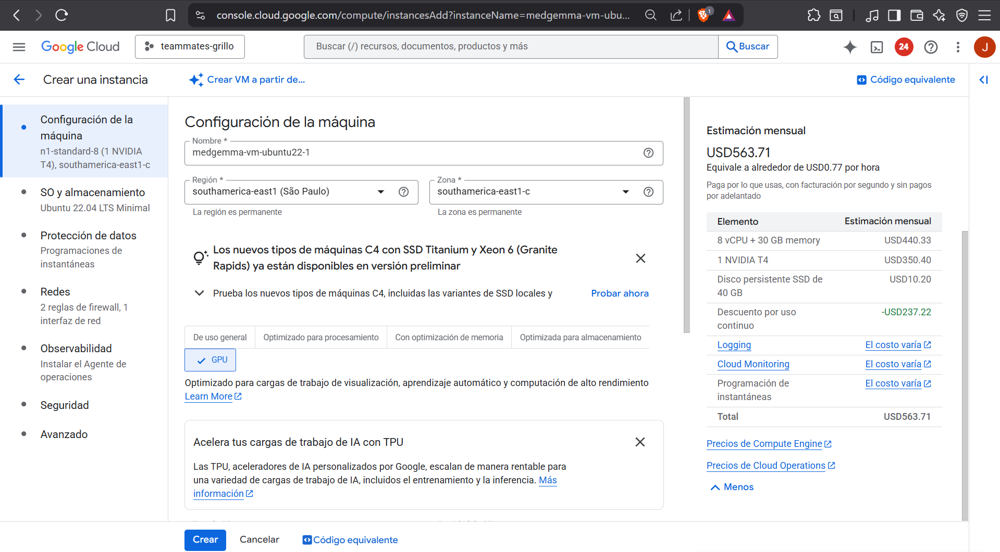 console.cloud.google.com/compute/instancesAdd?instanceName=medgemma-vm-ubu...
1
Google Cloud
teammates-grillo
Buscar (/) recursos, documentos, productos y más
Buscar
24
J
Crear una instancia
Crear VM a partir de...
Código equivalente
Configuración de la
máquina
n1-standard-8 (1 NVIDIA
T4), southamerica-east1-c
SO y almacenamiento
Ubuntu 22.04 LTS Minimal
Protección de datos
Programaciones de
instantáneas
Redes
2 reglas de firewall, 1
interfaz de red
Observabilidad
Instalar el Agente de
operaciones
Seguridad
Avanzado
Configuración de la máquina
Nombre *
medgemma-vm-ubuntu22-1
Región *
southamerica-east1 (São Paulo)
La región es permanente
Zona *
southamerica-east1-c
La zona es permanente
Los nuevos tipos de máquinas C4 con SSD Titanium y Xeon 6 (Granite
Rapids) ya están disponibles en versión preliminar
Prueba los nuevos tipos de máquinas C4, incluidas las variantes de SSD locales y
Probar ahora
De uso general
Optimizado para procesamiento
Con optimización de memoria
Optimizada para almacenamiento
GPU
Optimizado para cargas de trabajo de visualización, aprendizaje automático y computación de alto rendimiento
Learn More
Acelera tus cargas de trabajo de IA con TPU
Las TPU, aceleradores de IA personalizados por Google, escalan de manera rentable para
una variedad de cargas de trabajo de IA, incluidos el entrenamiento y la inferencia. Más
información
Crear
Cancelar
Código equivalente
Estimación mensual
USD563.71
Equivale a alrededor de USD0.77 por hora
Paga por lo que usas, con facturación por segundo y sin pagos
por adelantado
Elemento Estimación mensual
8 vCPU + 30 GB memory USD440.33
1 NVIDIA T4 USD350.40
Disco persistente SSD de USD10.20
40 GB
Descuento por uso -USD237.22
continuo
Logging El costo varía
Cloud Monitoring El costo varía
Programación de El costo varía
instantáneas
Total USD563.71
Precios de Compute Engine
Precios de Cloud Operations
Menos